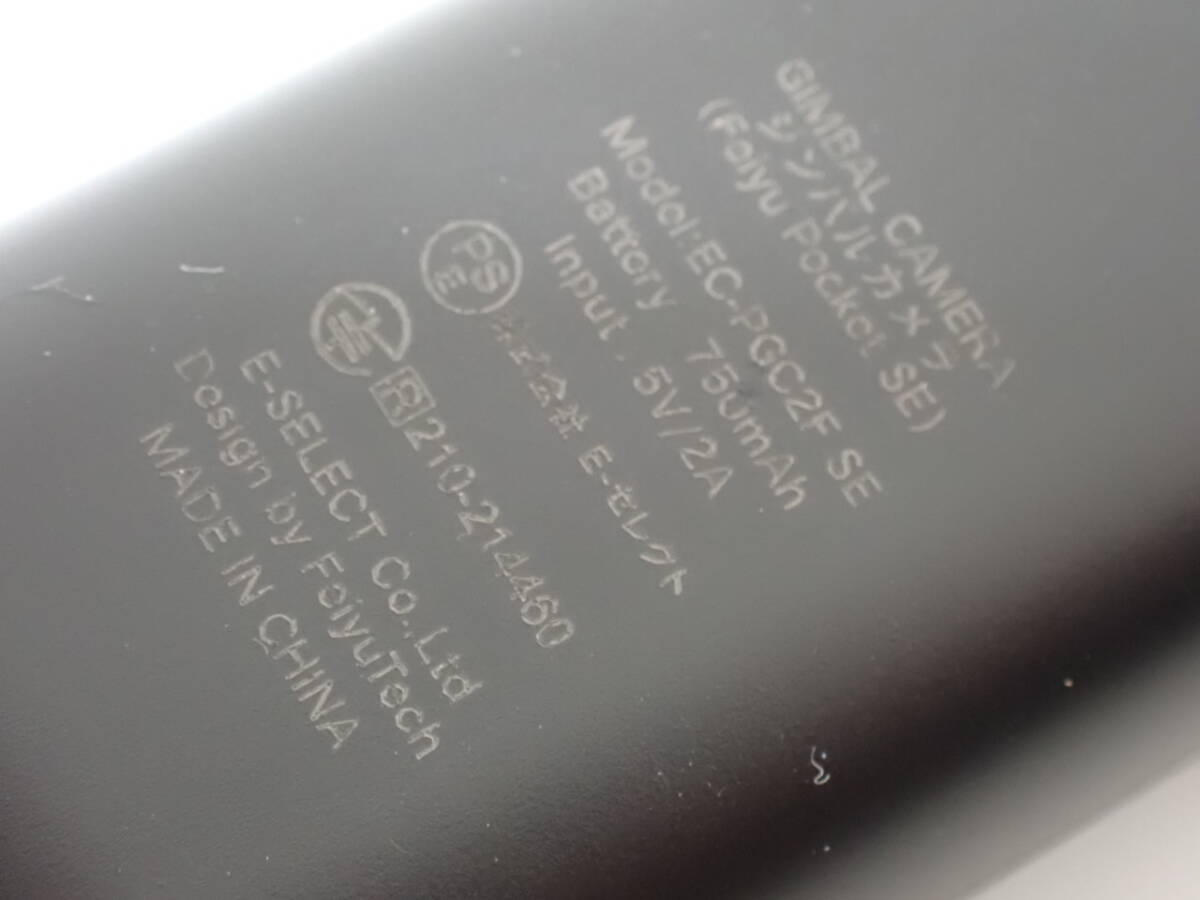 GIMBAL CAMERA
ジンバルカメラ
(Feiyu Pocket SE)
Model:EC-PGC2F SE
Battery 750mAh
Input : 5V/2A
PSE 株式会社 E-セレクト
R 210-214460
E-SELECT Co.,Ltd
Design by FeiyuTech
MADE IN CHINA